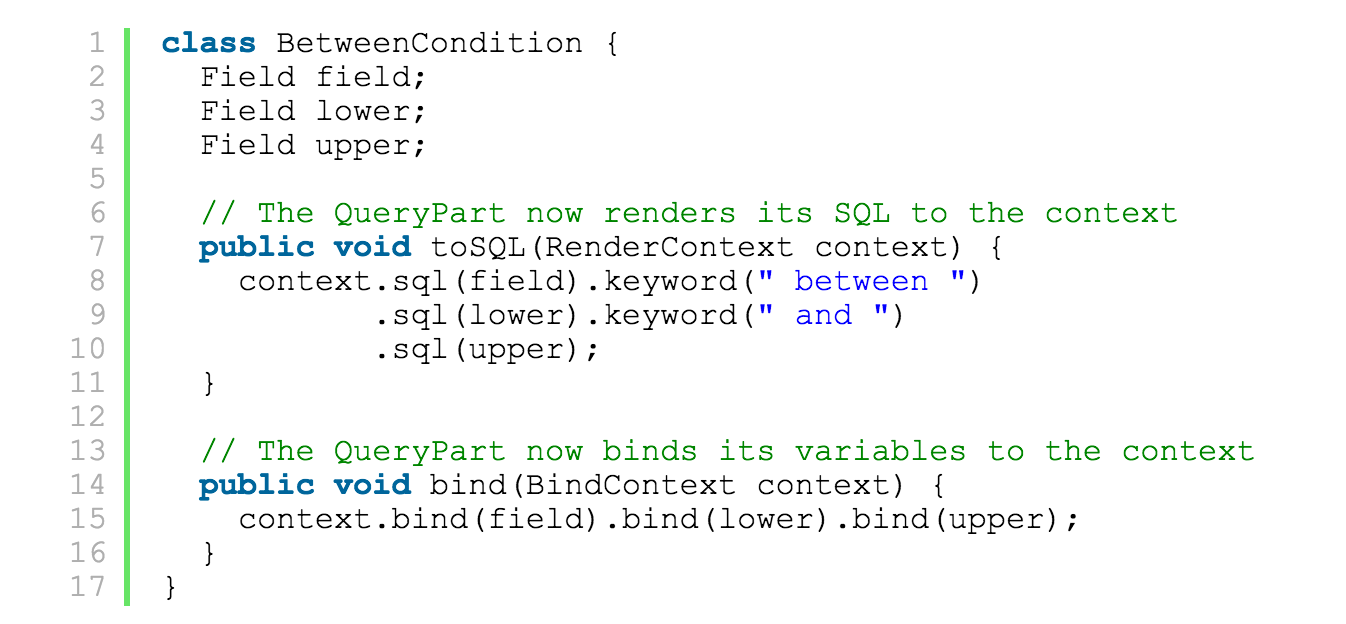 1 class BetweenCondition {
2   Field field;
3   Field lower;
4   Field upper;
5
6   // The QueryPart now renders its SQL to the context
7   public void toSQL(RenderContext context) {
8     context.sql(field).keyword(" between ")
9            .sql(lower).keyword(" and ")
10            .sql(upper);
11   }
12
13   // The QueryPart now binds its variables to the context
14   public void bind(BindContext context) {
15     context.bind(field).bind(lower).bind(upper);
16   }
17 }